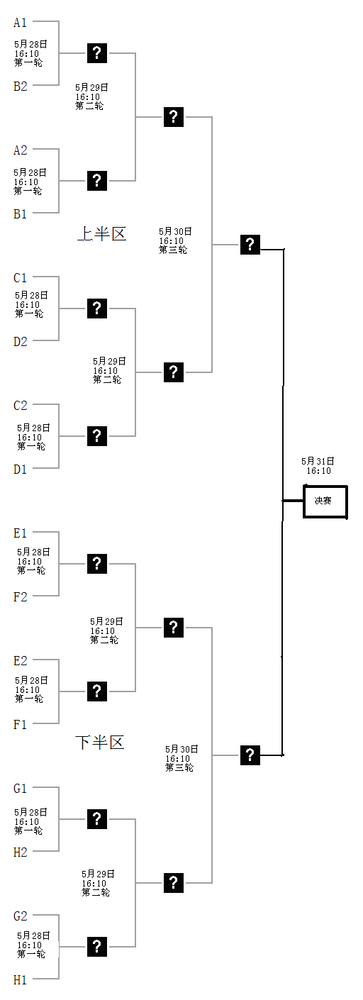 A1
5月28日
16:10
第一轮
?
B2
5月29日
16:10
第二轮
?
A2
5月28日
16:10
第一轮
?
B1
上半区
5月30日
16:10
第三轮
?
C1
5月28日
16:10
第一轮
?
D2
5月29日
16:10
第二轮
?
C2
5月28日
16:10
第一轮
?
D1
5月31日
16:10
决赛
E1
5月28日
16:10
第一轮
?
F2
5月29日
16:10
第二轮
?
E2
5月28日
16:10
第一轮
?
F1
下半区
5月30日
16:10
第三轮
?
G1
5月28日
16:10
第一轮
?
H2
5月29日
16:10
第二轮
?
G2
5月28日
16:10
第一轮
?
H1